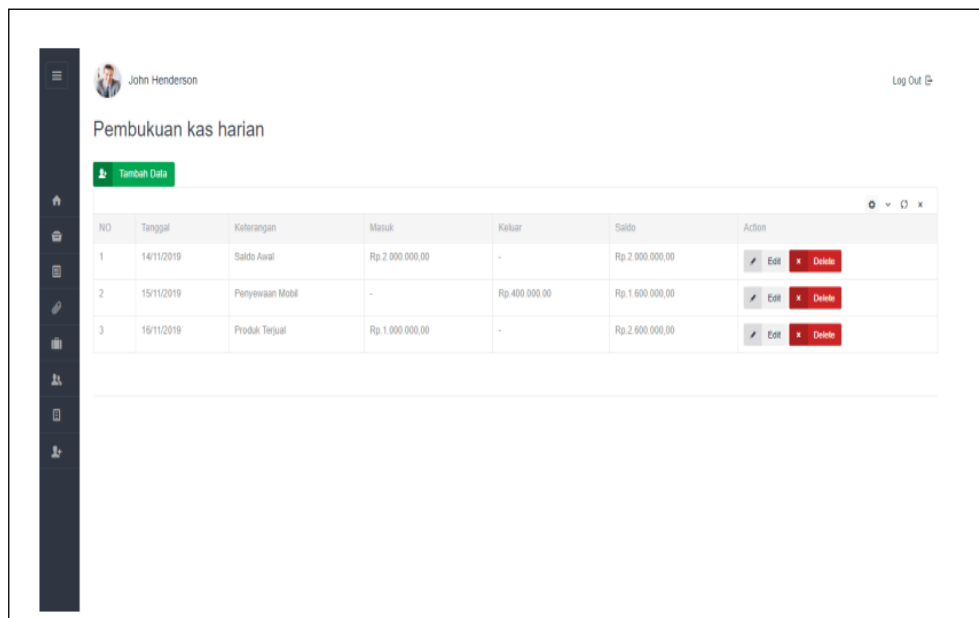 John Henderson Log Out
Pembukuan kas harian
Tambah Data
NO Tanggal Keterangan Masuk Keluar Saldo Action
1 14/11/2019 Saldo Awal Rp.2.000.000,00 - Rp.2.000.000,00 Edit x Delete
2 15/11/2019 Penyewaan Mobil - Rp.400.000.00 Rp.1.600.000,00 Edit x Delete
3 16/11/2019 Produk Terjual Rp.1.000.000,00 - Rp.2.600.000,00 Edit x Delete